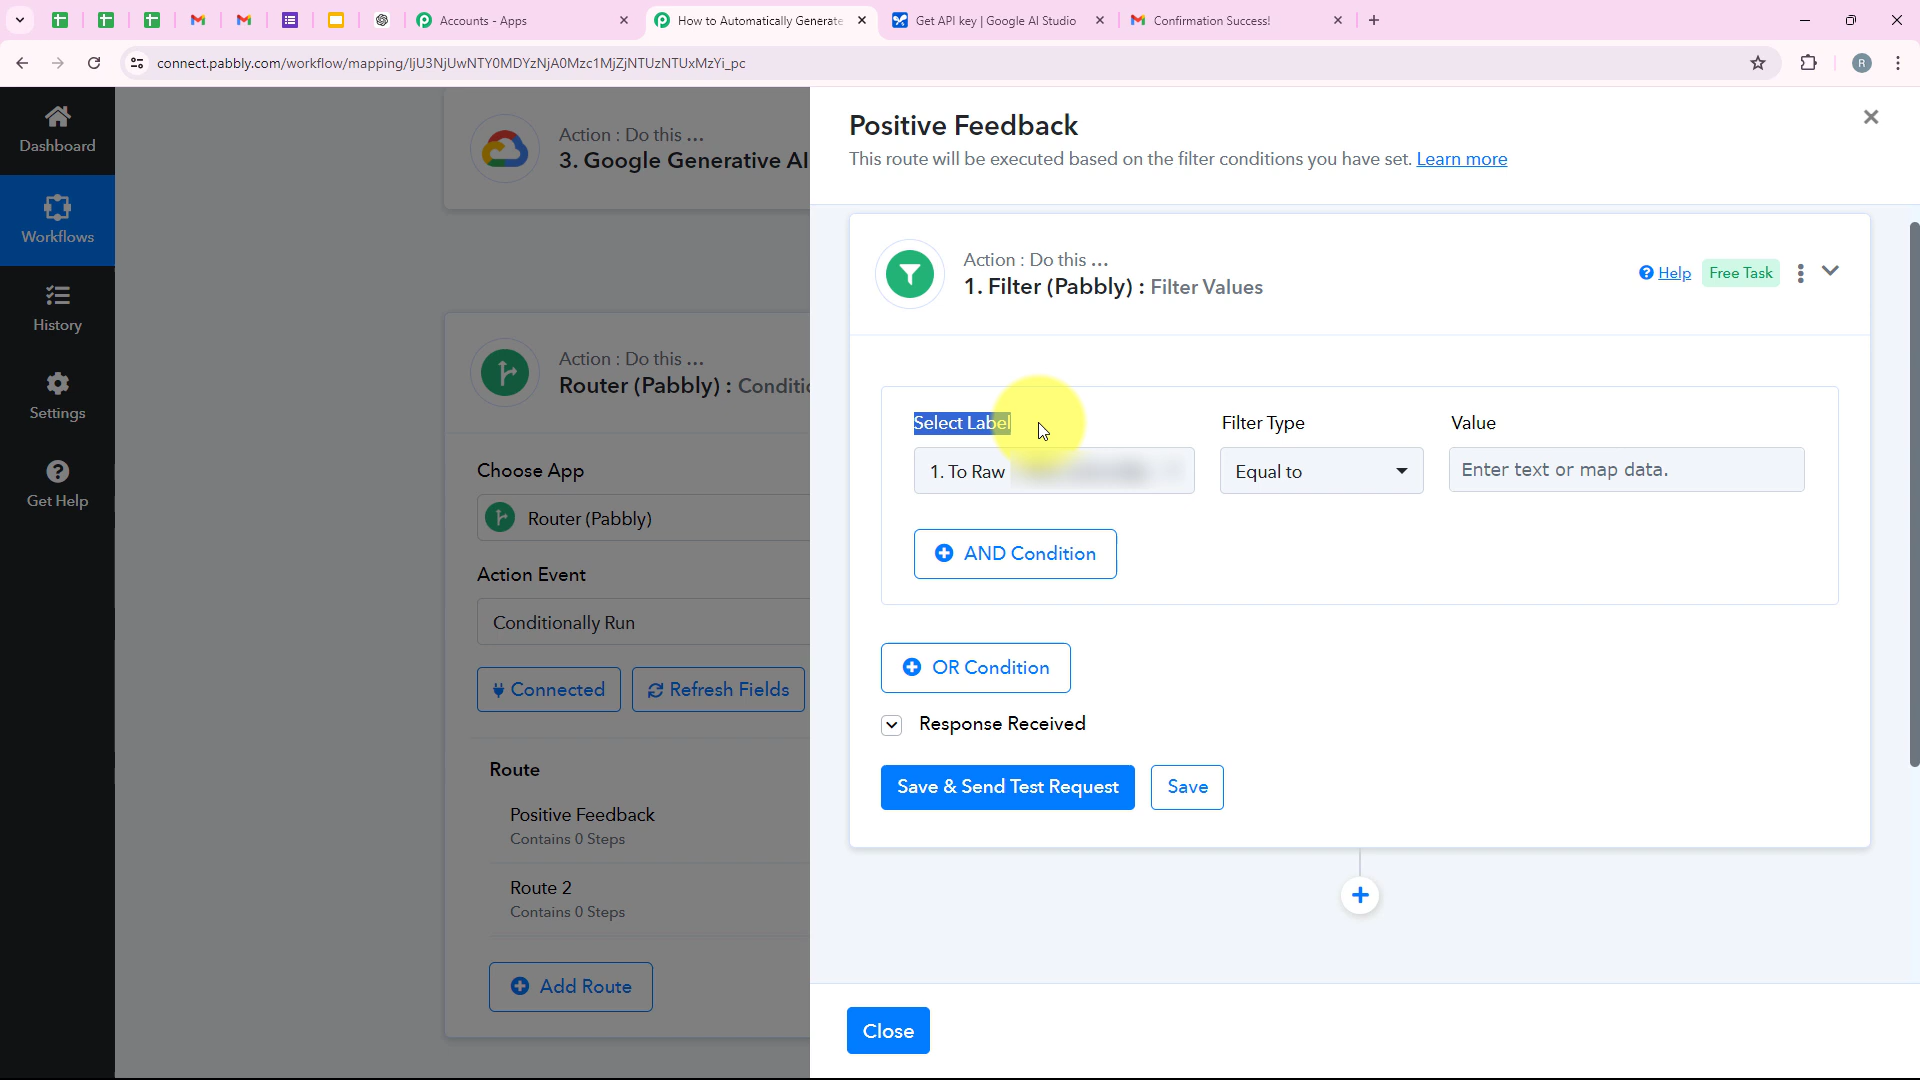 Accounts - Apps
How to Automatically Generate
Get API key | Google AI Studio
Confirmation Success!
connect.pabbly.com/workflow/mapping/IjU3NjUwNTY0MDYzNjA0Mzc1MjZjNTUzNTUxMzYi_pc
R
Dashboard
Workflows
History
Settings
Get Help
Action : Do this ...
3. Google Generative AI
Action : Do this ...
Router (Pabbly) :
Choose App
Router (Pabbly)
Action Event
Conditionally Run
Connected
Refresh Fields
Route
Positive Feedback
Contains 0 Steps
Route 2
Contains 0 Steps
Add Route
Positive Feedback
This route will be executed based on the filter conditions you have set. Learn more
Action : Do this ...
1. Filter (Pabbly) : Filter Values
Help
Free Task
Select Label
Filter Type
Value
1. To Raw
Equal to
Enter text or map data.
AND Condition
OR Condition
Response Received
Save & Send Test Request
Save
Close